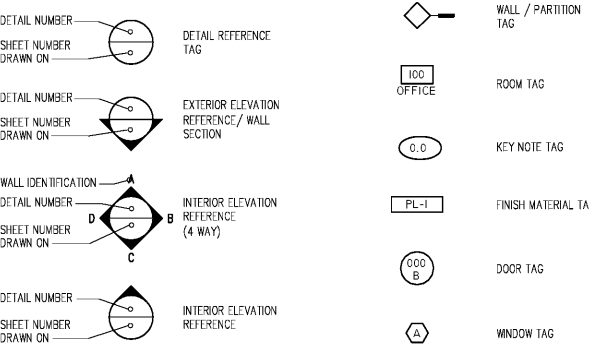 DETAIL NUMBER
SHEET NUMBER
DRAWN ON
DETAIL REFERENCE
TAG
DETAIL NUMBER
SHEET NUMBER
DRAWN ON
EXTERIOR ELEVATION
REFERENCE/ WALL
SECTION
WALL IDENTIFICATION
DETAIL NUMBER
SHEET NUMBER
DRAWN ON
A
D
B
C
INTERIOR ELEVATION
REFERENCE
(4 WAY)
DETAIL NUMBER
SHEET NUMBER
DRAWN ON
INTERIOR ELEVATION
REFERENCE
WALL / PARTITION
TAG
100
OFFICE
ROOM TAG
0.0
KEY NOTE TAG
PL-1
FINISH MATERIAL TA
000
B
DOOR TAG
A
WINDOW TAG